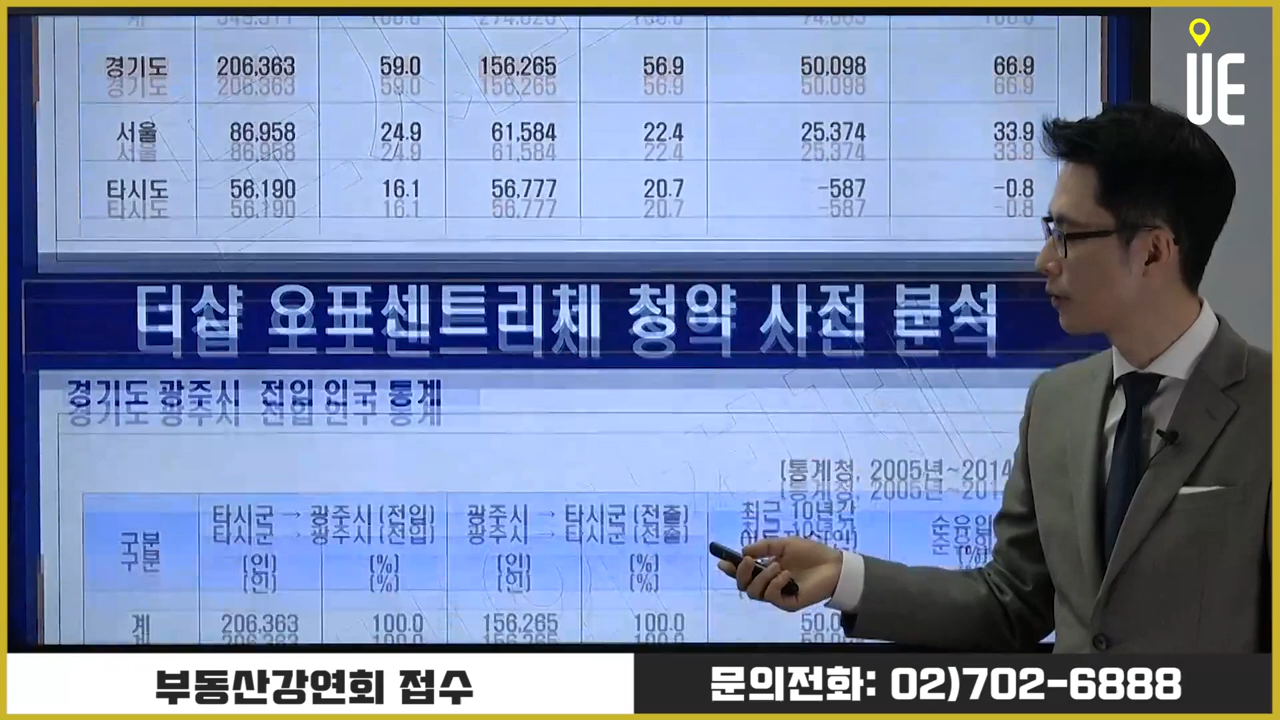 UE
경기도 206,363 59.0 156,265 56.9 50,098 66.9
서울 86,958 24.9 61,584 22.4 25,374 33.9
타시도 56,190 16.1 56,777 20.7 -587 -0.8
더샵 오포센트리체 청약 사전 분석
경기도 광주시 전입 인구 통계
(통계청, 2005년~2014
구분 타시군 → 광주시 (전입) 광주시 → 타시군 (전출) 최근 10년간
(인) (%) (인) (%) (%)
계 206,363 100.0 156,265 100.0
부동산강연회 접수
문의전화: 02)702-6888